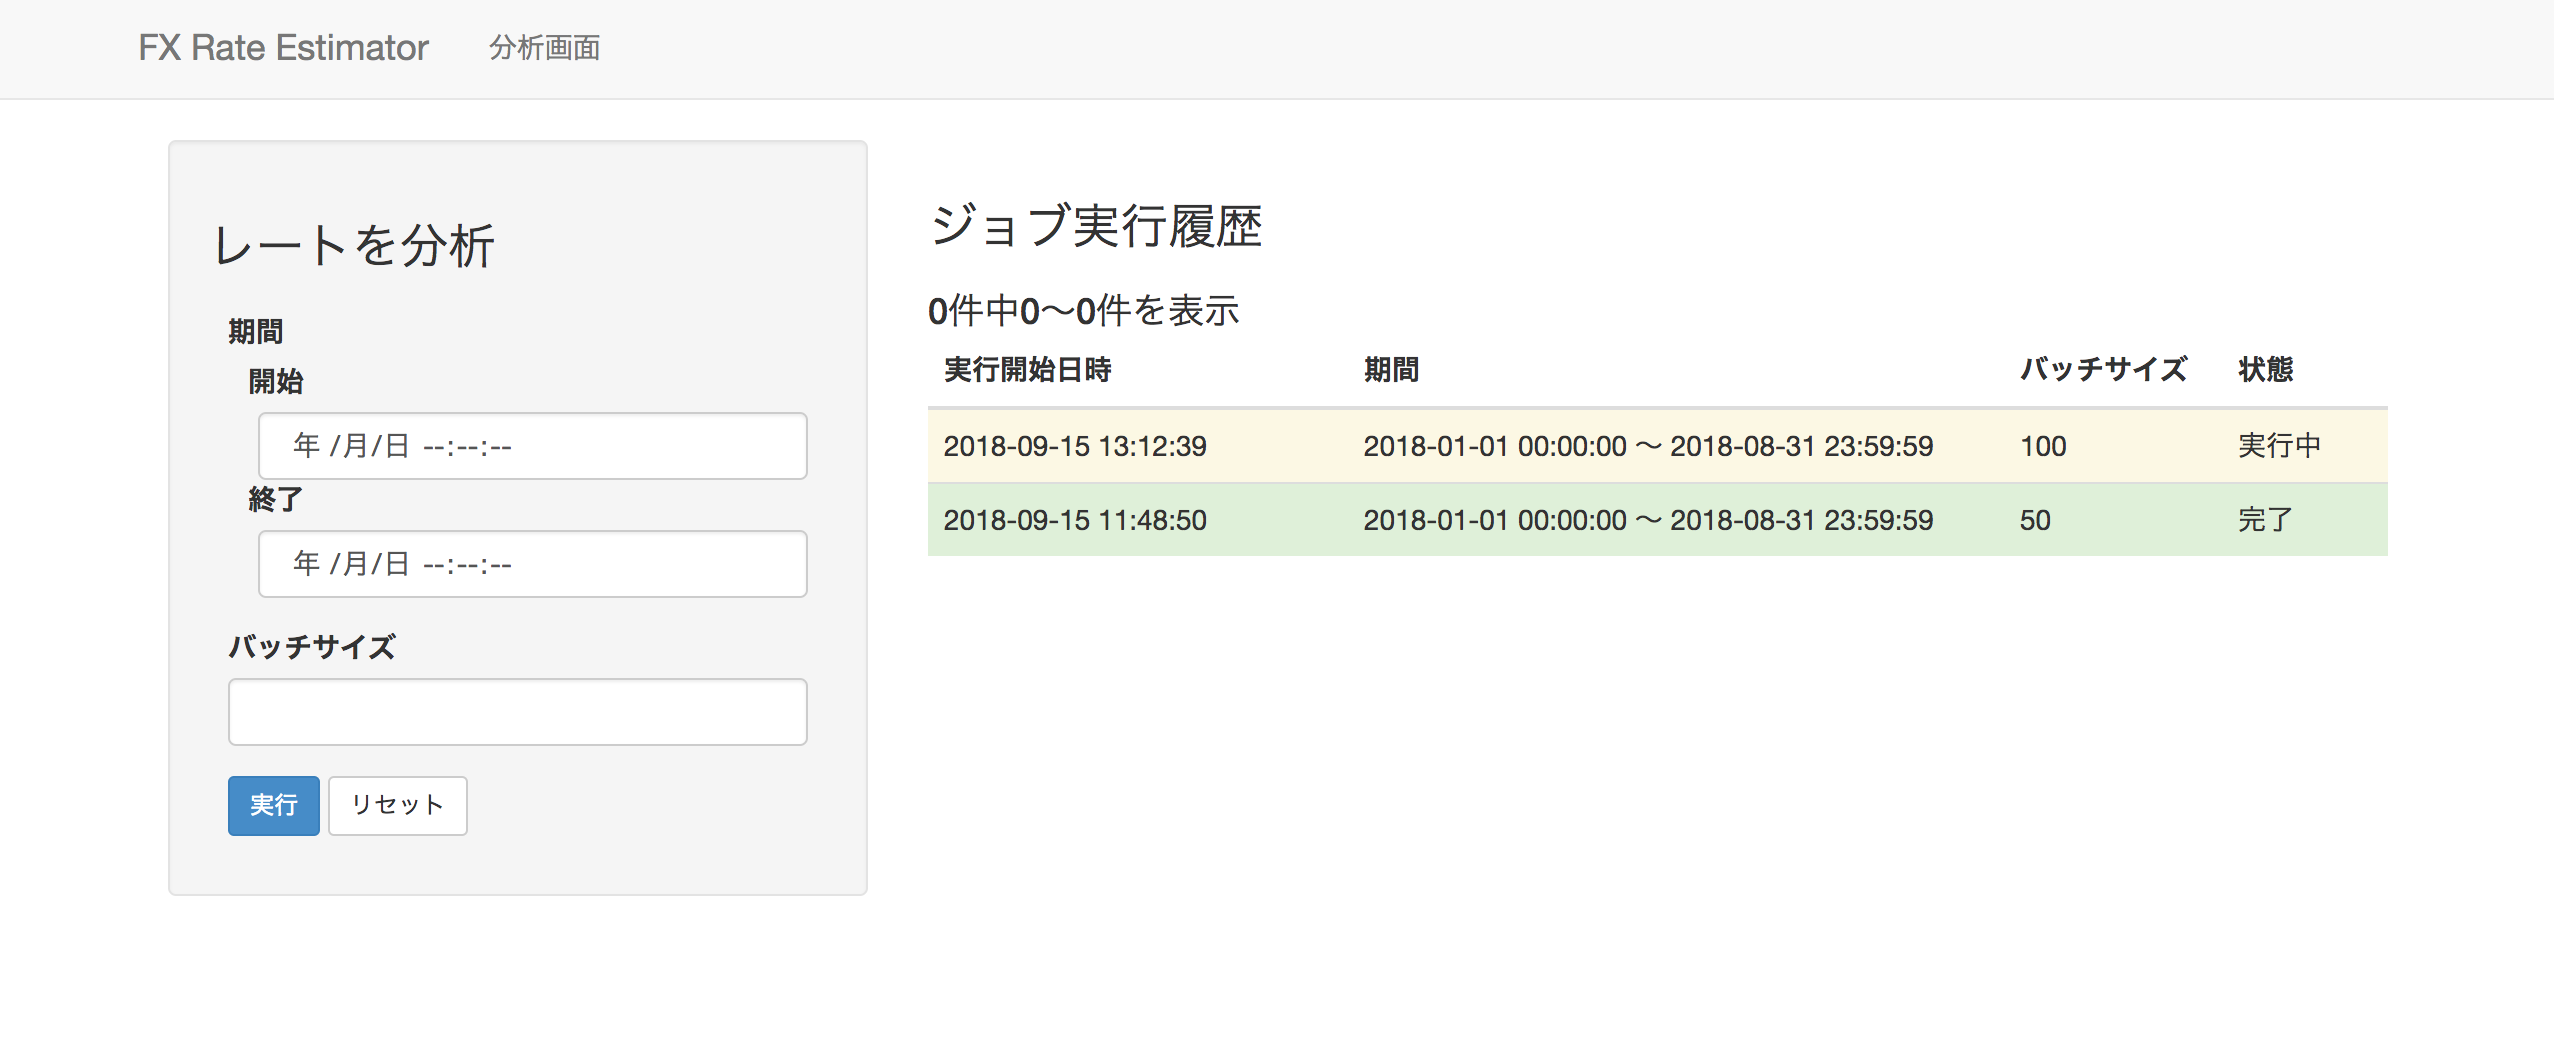 FX Rate Estimator 分析画面
レートを分析
期間
開始
年 /月/日 --:--:--
終了
年 /月/日 --:--:--
バッチサイズ
実行 リセット
ジョブ実行履歴
0件中0〜0件を表示
実行開始日時 期間 バッチサイズ 状態
2018-09-15 13:12:39 2018-01-01 00:00:00 〜 2018-08-31 23:59:59 100 実行中
2018-09-15 11:48:50 2018-01-01 00:00:00 〜 2018-08-31 23:59:59 50 完了